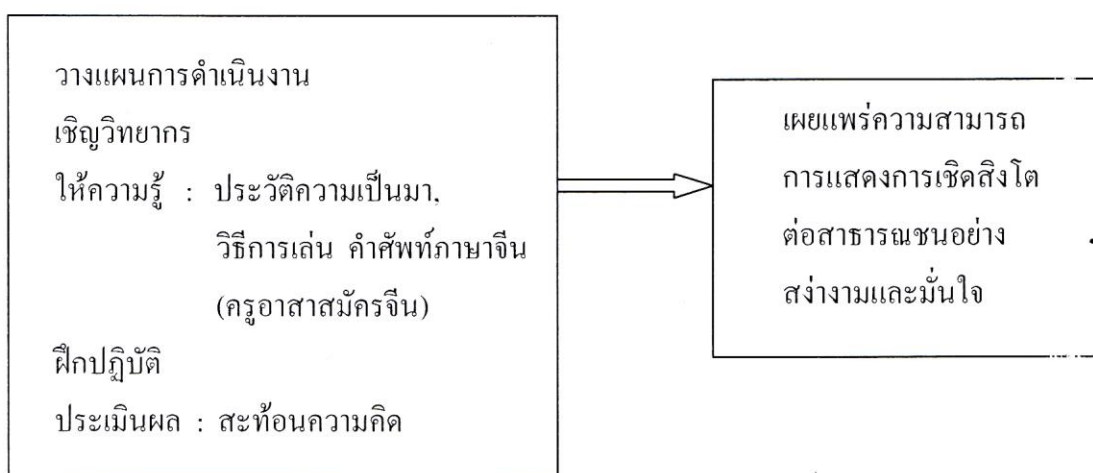 วางแผนการดำเนินงาน
เชิญวิทยากร
ให้ความรู้ : ประวัติความเป็นมา,
วิธีการเล่น คำศัพท์ภาษาจีน
(ครูอาสาสมัครจีน)
ฝึกปฏิบัติ
ประเมินผล : สะท้อนความคิด
เผยแพร่ความสามารถ
การแสดงการเชิดสิงโต
ต่อสาธารณชนอย่าง
สง่างามและมั่นใจ